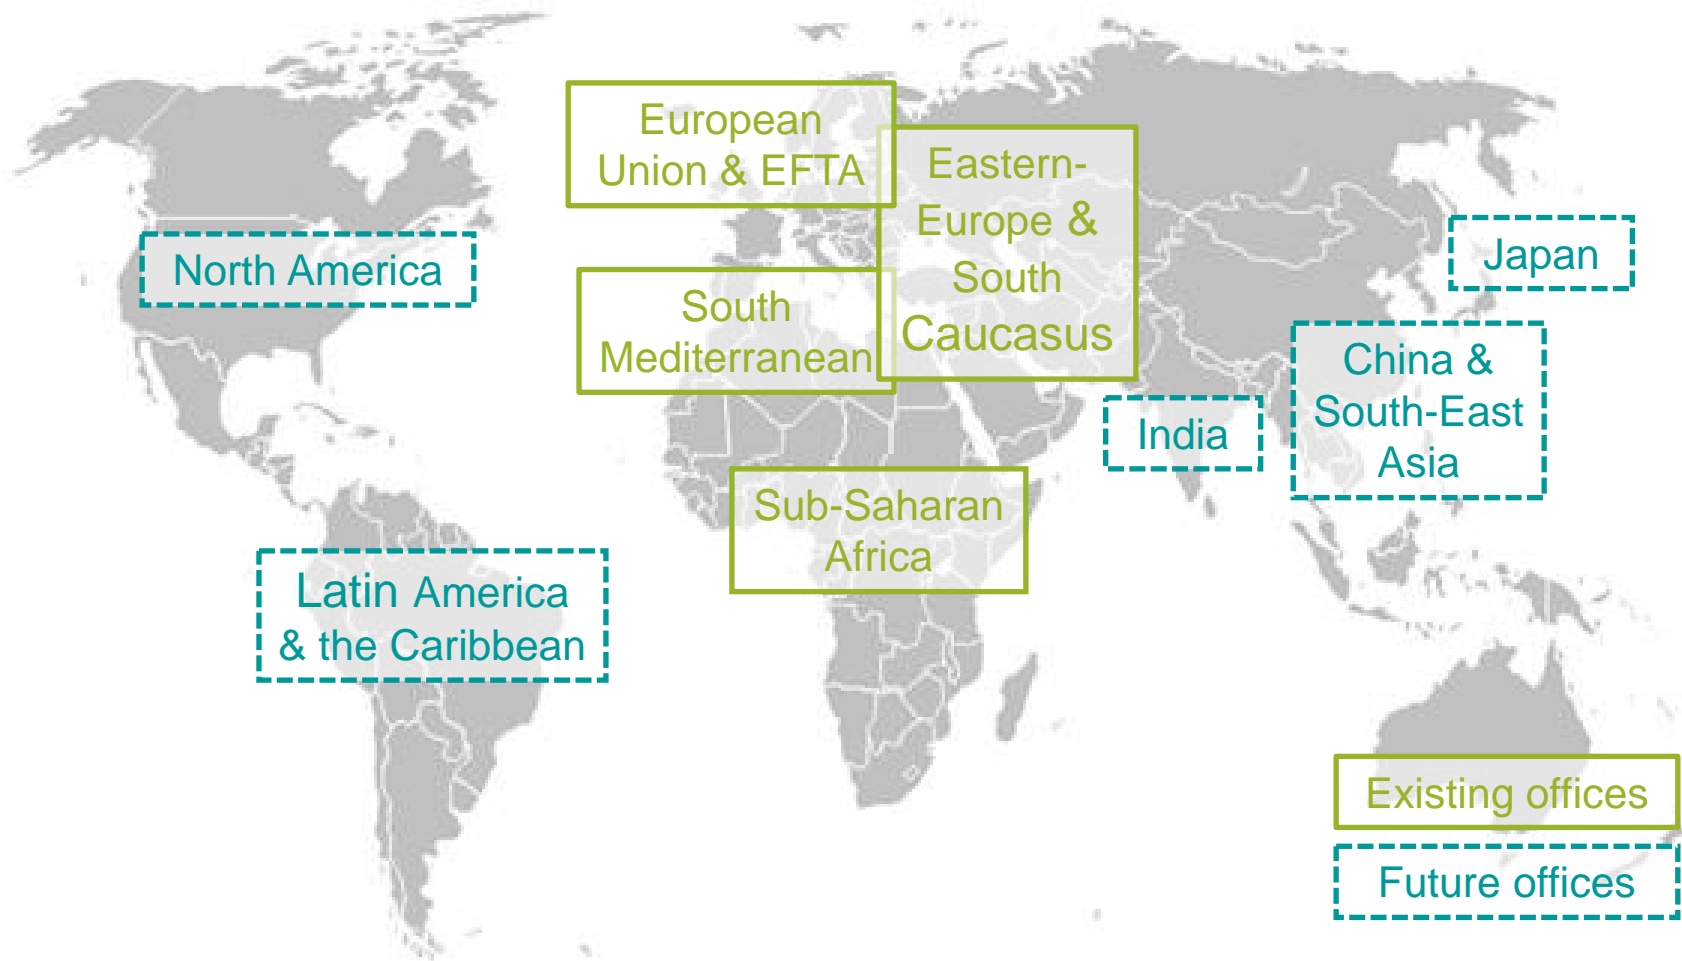 European
Union & EFTA
Eastern-
Europe &
South
Caucasus
North America
Japan
South
Mediterranean
China &
South-East
Asia
India
Sub-Saharan
Africa
Latin America
& the Caribbean
Existing offices
Future offices